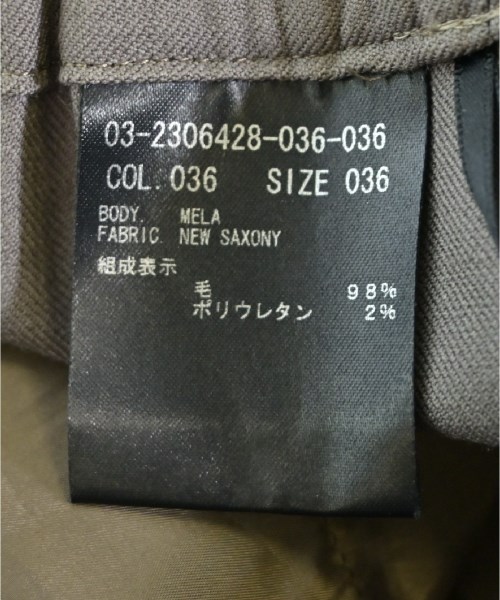 03-2306428-036-036
COL. 036 SIZE 036
BODY. MELA
FABRIC NEW SAXONY
組成表示
毛 98%
ポリウレタン 2%